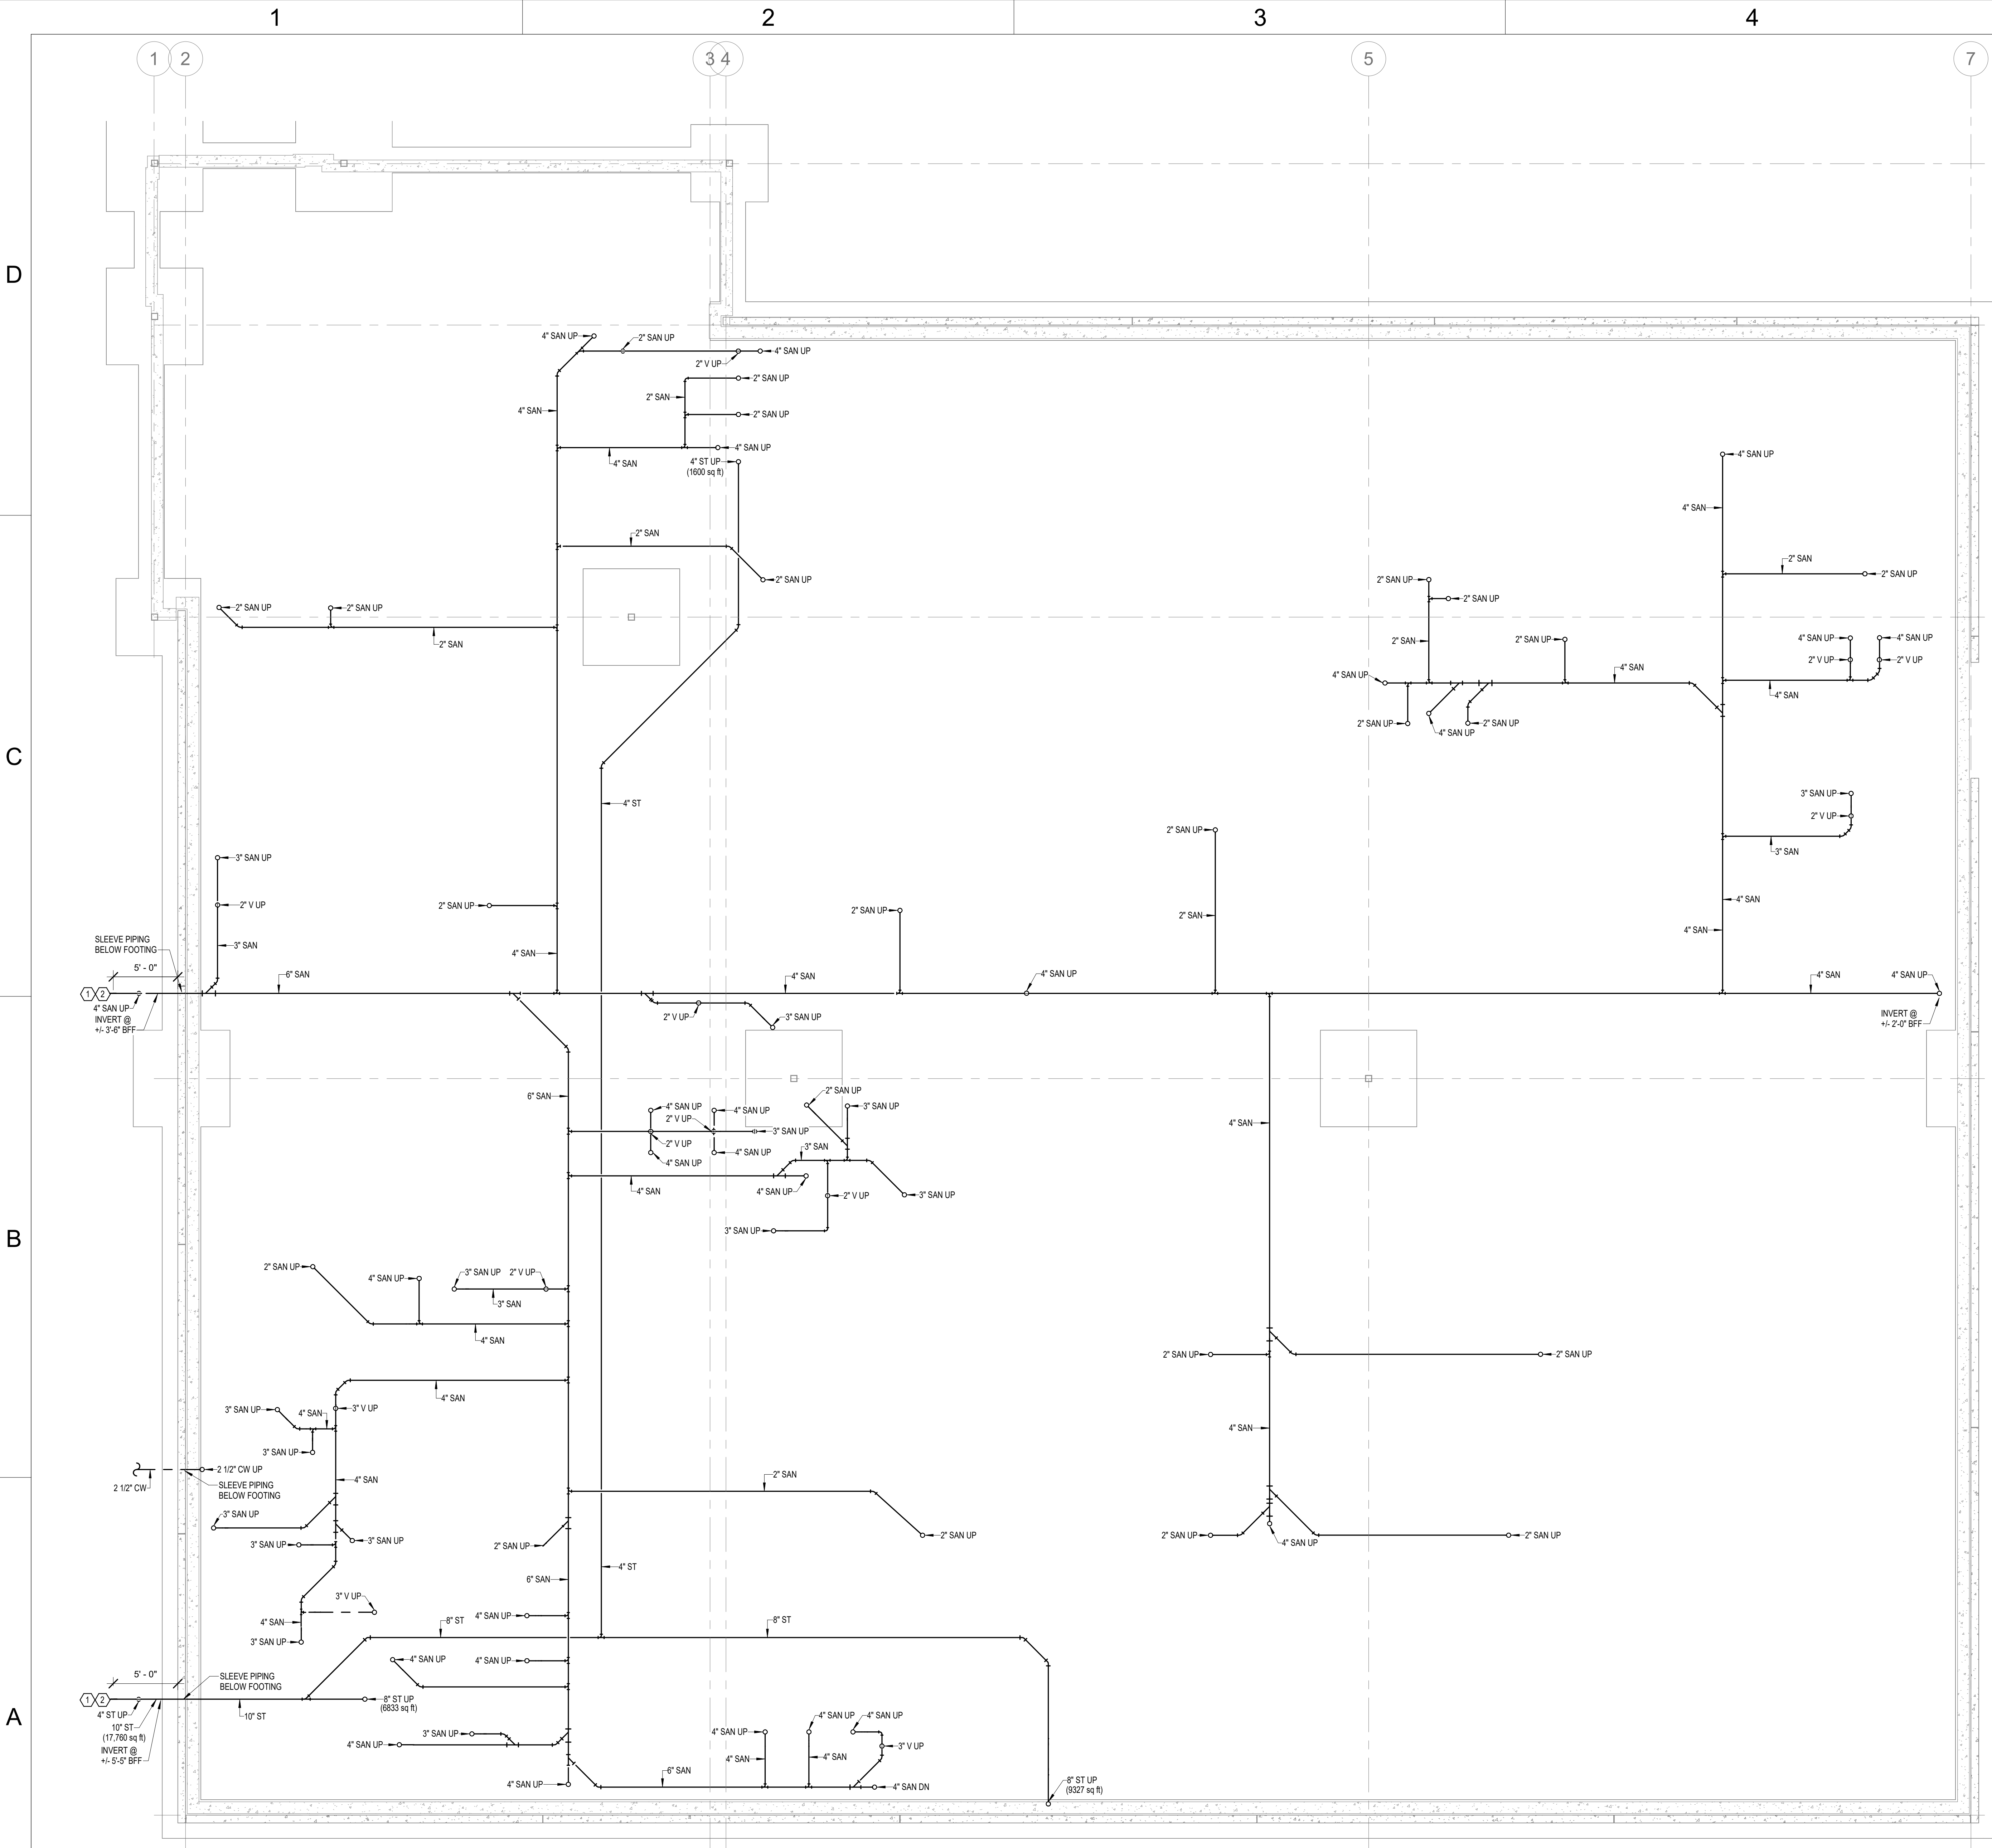 1
2
3
4
1
2
3
4
5
7
D
4" SAN UP
2" SAN UP
4" SAN UP
2" V UP
2" SAN UP
2" SAN
4" SAN
2" SAN UP
4" SAN UP
4" SAN
4" ST UP
(1600 sq ft)
4" SAN UP
4" SAN
2" SAN
2" SAN UP
2" SAN
2" SAN UP
2" SAN UP
2" SAN UP
2" SAN UP
2" SAN UP
2" SAN
2" SAN UP
2" SAN UP
2" SAN
2" SAN UP
4" SAN UP
4" SAN UP
2" V UP
2" V UP
4" SAN
4" SAN UP
4" SAN
2" SAN UP
2" SAN UP
4" SAN UP
C
4" ST
3" SAN UP
2" V UP
3" SAN
2" SAN UP
3" SAN UP
2" V UP
3" SAN
2" SAN UP
2" SAN UP
2" SAN
4" SAN
4" SAN
SLEEVE PIPING
BELOW FOOTING
4" SAN
5' - 0"
6" SAN
4" SAN
4" SAN UP
4" SAN
4" SAN UP
1
2
4" SAN UP
INVERT @
+/- 3'-6" BFF
2" V UP
3" SAN UP
INVERT @
+/- 2'-0" BFF
6" SAN
4" SAN UP
2" V UP
4" SAN UP
2" SAN UP
3" SAN UP
4" SAN
3" SAN UP
2" V UP
4" SAN UP
4" SAN UP
3" SAN
4" SAN
4" SAN UP
2" V UP
3" SAN UP
3" SAN UP
B
2" SAN UP
4" SAN UP
3" SAN UP
2" V UP
3" SAN
4" SAN
2" SAN UP
2" SAN UP
4" SAN
3" SAN UP
4" SAN
3" V UP
3" SAN UP
4" SAN
2 1/2" CW UP
2 1/2" CW
SLEEVE PIPING
BELOW FOOTING
4" SAN
2" SAN
3" SAN UP
3" SAN UP
3" SAN UP
2" SAN UP
2" SAN UP
2" SAN UP
4" SAN UP
2" SAN UP
6" SAN
4" ST
3" V UP
4" SAN
3" SAN UP
4" SAN UP
8" ST
8" ST
4" SAN UP
4" SAN UP
5' - 0"
SLEEVE PIPING
BELOW FOOTING
1
2
4" ST UP
10" ST
(17,760 sq ft)
INVERT @
+/- 5'-5" BFF
10" ST
8" ST UP
(6833 sq ft)
A
3" SAN UP
4" SAN UP
4" SAN UP
4" SAN UP
4" SAN UP
4" SAN
4" SAN
3" V UP
4" SAN UP
6" SAN
4" SAN DN
8" ST UP
(9327 sq ft)